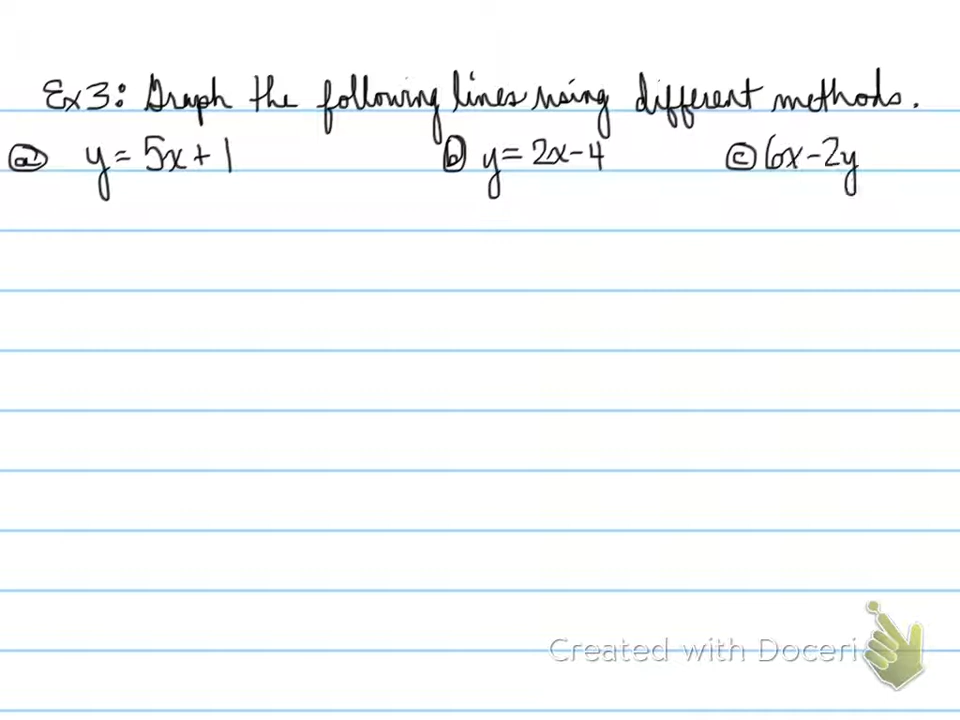 Ex3: Graph the following lines using different methods.
ⓐ y = 5x + 1 ⓑ y = 2x - 4 ⓒ 6x - 2y
Created with Doceri